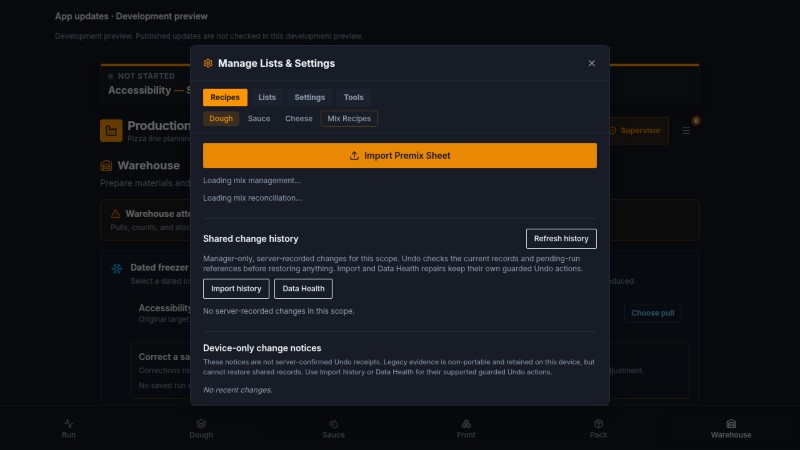 App updates · Development preview
Development preview. Published updates are not checked in this development preview.
NOT STARTED
Accessibility — S
Production
Pizza line planning
Supervisor
6
Warehouse
Prepare materials and
Warehouse atte
Pulls, counts, and stoc
Dated freezer
Select a dated lo
oduced.
Accessibility
Original target
Choose pull
Correct a sa
Corrections re
djustment.
No saved run
Manage Lists & Settings
Recipes
Lists
Settings
Tools
Dough
Sauce
Cheese
Mix Recipes
Import Premix Sheet
Loading mix management...
Loading mix reconciliation...
Shared change history
Refresh history
Manager-only, server-recorded changes for this scope. Undo checks the current records and pending-run
references before restoring anything. Import and Data Health repairs keep their own guarded Undo actions.
Import history
Data Health
No server-recorded changes in this scope.
Device-only change notices
These notices are not server-confirmed Undo receipts. Legacy evidence is non-portable and retained on this device, but
cannot restore shared records. Use Import history or Data Health for their supported guarded Undo actions.
No recent changes.
Run
Dough
Sauce
Front
Pack
Warehouse